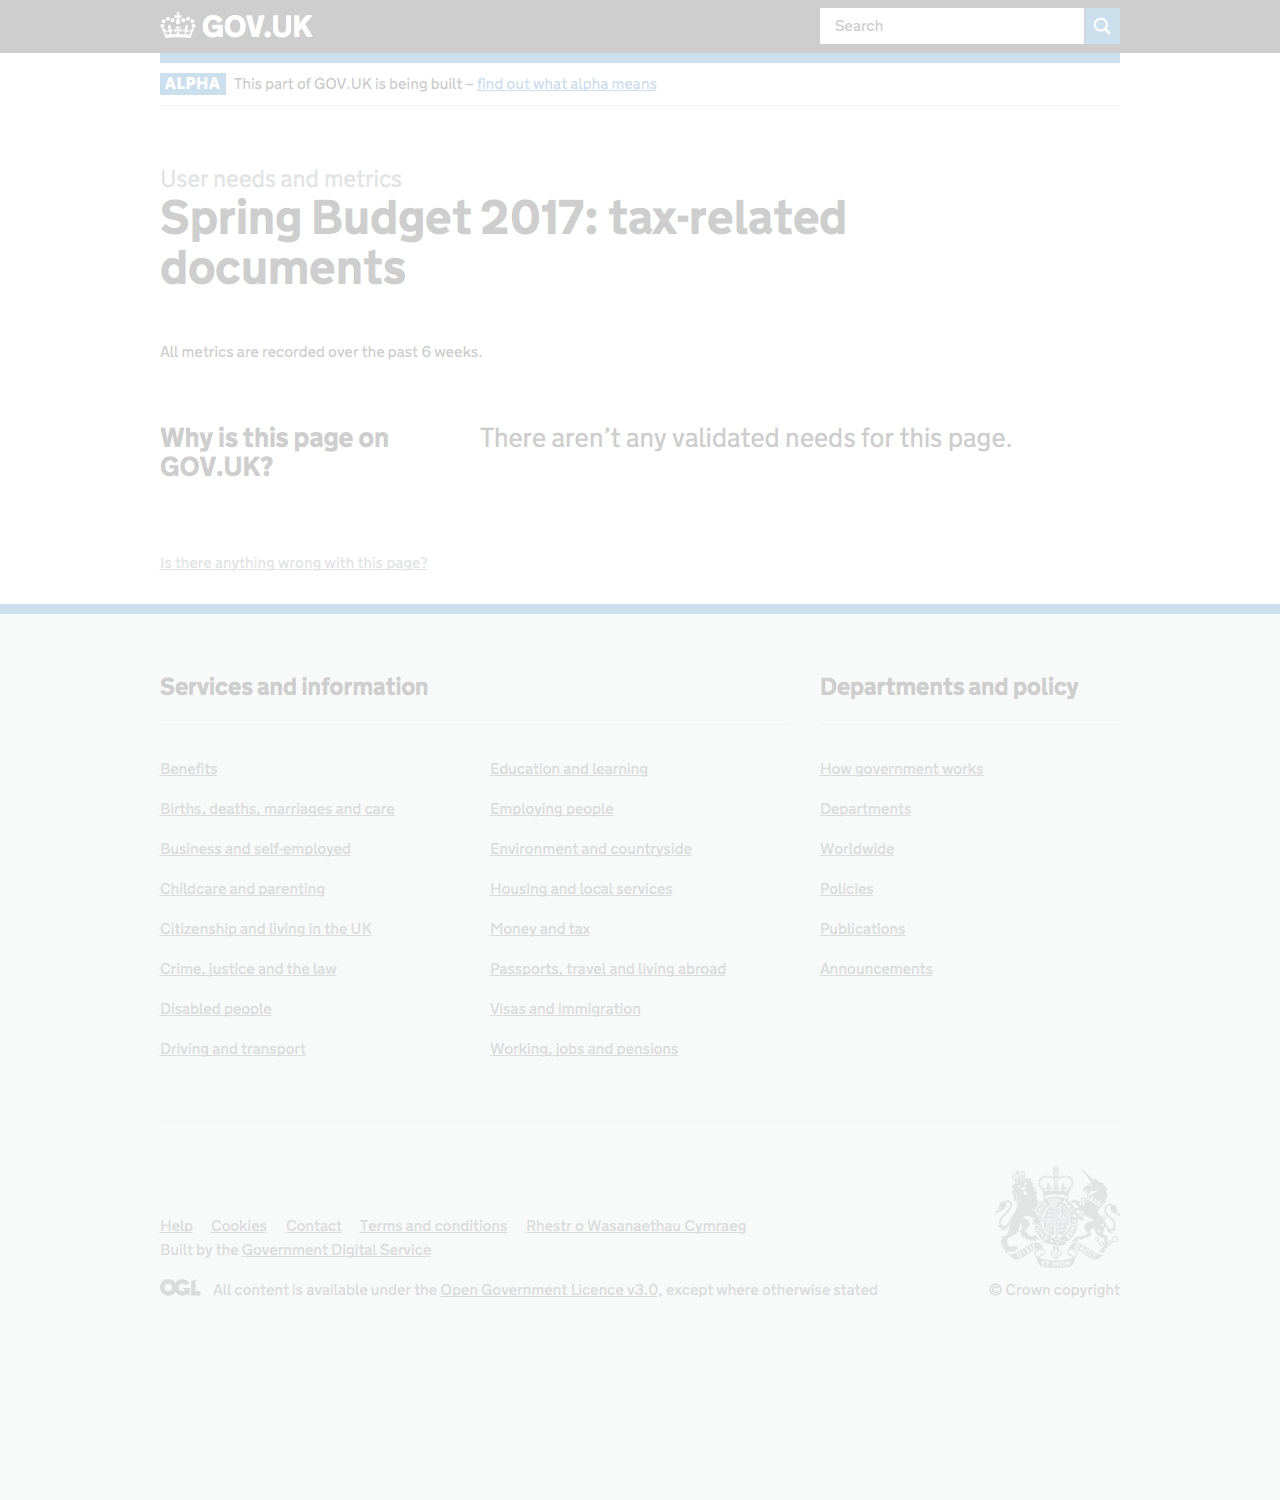 GOV.UK
Search
ALPHA This part of GOV.UK is being built – find out what alpha means
User needs and metrics
Spring Budget 2017: tax-related
documents
All metrics are recorded over the past 6 weeks.
Why is this page on
GOV.UK?
There aren’t any validated needs for this page.
Is there anything wrong with this page?
Services and information
Benefits
Births, deaths, marriages and care
Business and self-employed
Childcare and parenting
Citizenship and living in the UK
Crime, justice and the law
Disabled people
Driving and transport
Education and learning
Employing people
Environment and countryside
Housing and local services
Money and tax
Passports, travel and living abroad
Visas and immigration
Working, jobs and pensions
Departments and policy
How government works
Departments
Worldwide
Policies
Publications
Announcements
Help Cookies Contact Terms and conditions Rhestr o Wasanaethau Cymraeg
Built by the Government Digital Service
OGL All content is available under the Open Government Licence v3.0, except where otherwise stated
© Crown copyright